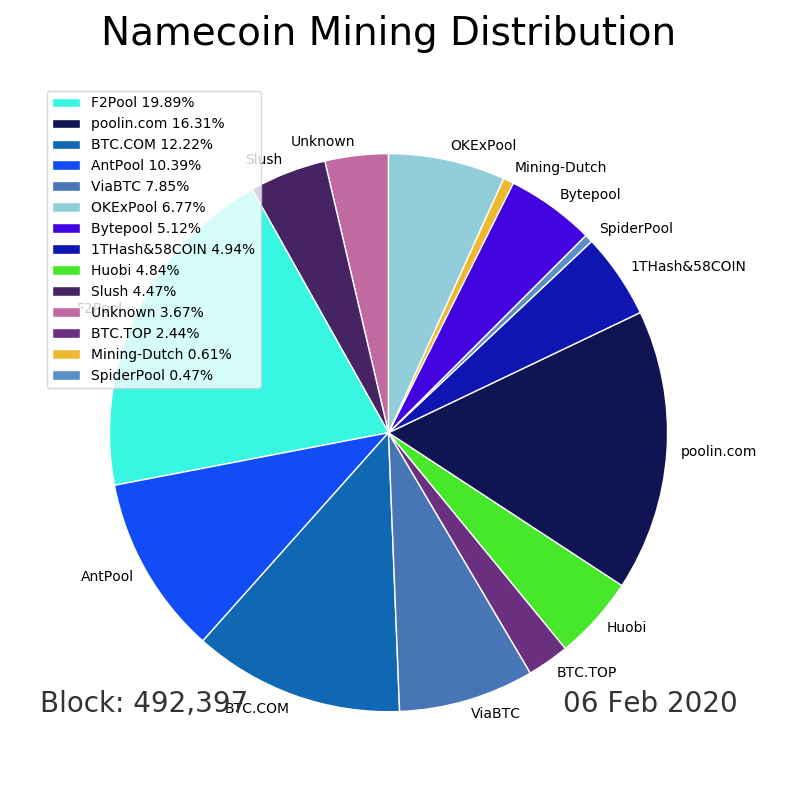 Namecoin Mining Distribution
F2Pool 19.89%
poolin.com 16.31%
BTC.COM 12.22%
AntPool 10.39%
ViaBTC 7.85%
OKExPool 6.77%
Bytepool 5.12%
1THash&58COIN 4.94%
Huobi 4.84%
Slush 4.47%
Unknown 3.67%
BTC.TOP 2.44%
Mining-Dutch 0.61%
SpiderPool 0.47%
Unknown
Slush
OKExPool
Mining-Dutch
Bytepool
SpiderPool
1THash&58COIN
F2Pool
poolin.com
AntPool
Huobi
BTC.TOP
BTC.COM
ViaBTC
Block: 492,397
06 Feb 2020